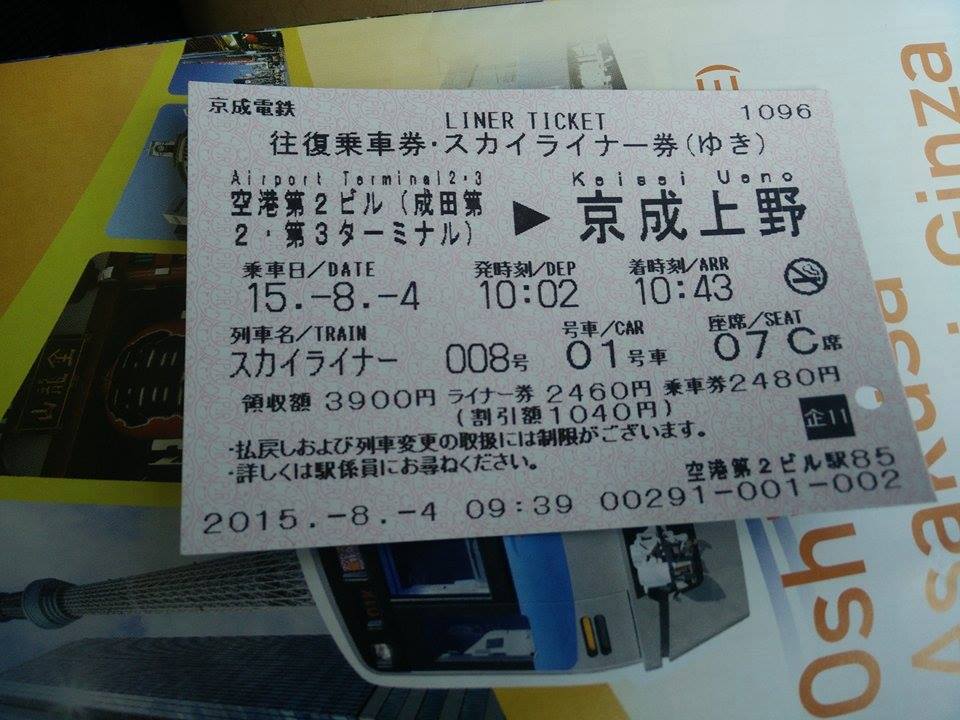 京成電鉄
LINER TICKET
1096
往復乗車券・スカイライナー券(ゆき)
Airport Terminal2・3
Keisei Ueno
空港第2ビル(成田第
2・第3ターミナル)
▶ 京成上野
乗車日/DATE 発時刻/DEP 着時刻/ARR
15.-8.-4 10:02 10:43
列車名/TRAIN 号車/CAR 座席/SEAT
スカイライナー 008号 01号車 07C席
領収額 3900円 ライナー券 2460円 乗車券2480円
(割引額1040円)
企11
・払戻しおよび列車変更の取扱には制限がございます。
・詳しくは駅係員にお尋ねください。
空港第2ビル駅85
2015.-8.-4 09:39 00291-001-002
金龍山
Osh
Asakusa
Ginza